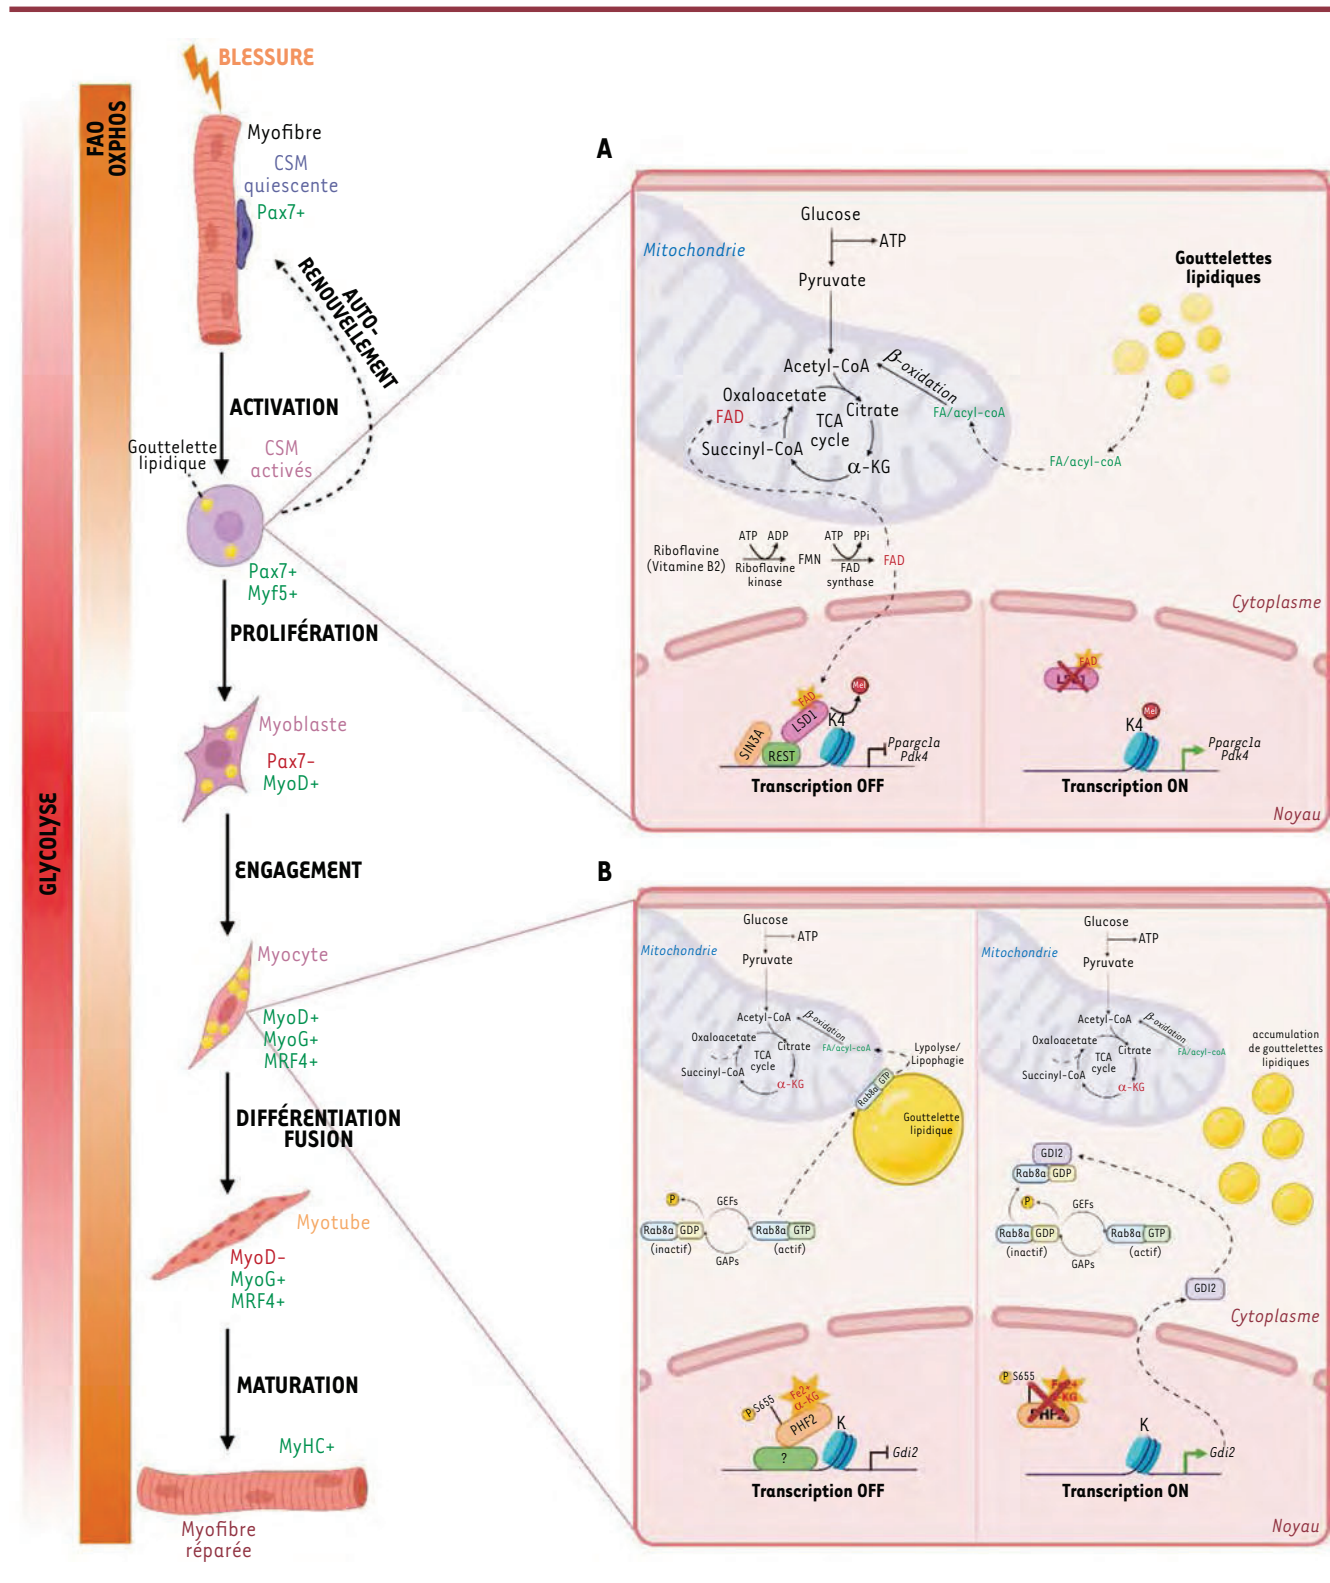 BLESSURE
FAO
OXPHOS
GLYCOLYSE
Myofibre
CSM
quiescente
Pax7+
AUTO-
RENOUVELLEMENT
ACTIVATION
Gouttelette
lipidique
CSM
activés
Pax7+
Myf5+
PROLIFÉRATION
Myoblaste
Pax7-
MyoD+
ENGAGEMENT
Myocyte
MyoD+
MyoG+
MRF4+
DIFFÉRENTIATION
FUSION
Myotube
MyoD-
MyoG+
MRF4+
MATURATION
MyHC+
Myofibre
réparée
A
Mitochondrie
Glucose
ATP
Pyruvate
Gouttelettes
lipidiques
Acetyl-CoA
β-oxidation
Oxaloacetate
FAD
Citrate
FA/acyl-coA
TCA
cycle
Succinyl-CoA
α-KG
FA/acyl-coA
Riboflavine
(Vitamine B2)
ATP ADP
Riboflavine
kinase
FMN
ATP PPi
FAD
synthase
FAD
Cytoplasme
FAD
LSD1
SIN3A
REST
K4
Me1
Ppargc1a
Pdk4
Transcription OFF
FAD
LSD1
K4
Me1
Ppargc1a
Pdk4
Transcription ON
Noyau
B
Mitochondrie
Glucose
ATP
Pyruvate
Acetyl-CoA
β-oxidation
Oxaloacetate
Citrate
FA/acyl-coA
TCA
cycle
Succinyl-CoA
α-KG
Lypolyse/
Lipophagie
Rab8a GTP
Gouttelette
lipidique
P
GEFs
Rab8a GDP
(inactif)
Rab8a GTP
(actif)
GAPs
P S655
Fe2+
α-KG
PHF2
?
K
Gdi2
Transcription OFF
Mitochondrie
Glucose
ATP
Pyruvate
Acetyl-CoA
β-oxidation
Oxaloacetate
Citrate
FA/acyl-coA
TCA
cycle
Succinyl-CoA
α-KG
accumulation
de gouttelettes
lipidiques
GDI2
Rab8a GDP
P
GEFs
Rab8a GDP
(inactif)
Rab8a GTP
(actif)
GAPs
GDI2
Cytoplasme
P S655
Fe2+
α-KG
PHF2
K
Gdi2
Transcription ON
Noyau